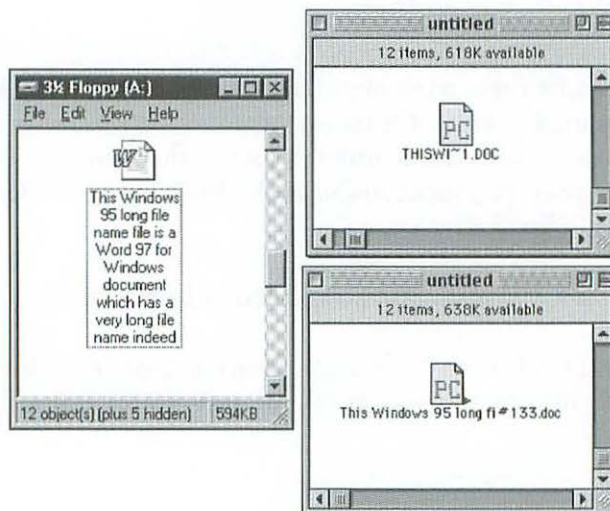 3½ Floppy (A:)
File Edit View Help
W
This Windows
95 long file
name file is a
Word 97 for
Windows
document
which has a
very long file
name indeed
12 object(s) (plus 5 hidden) 594KB
untitled
12 items, 618K available
PC
THISWI~1.DOC
untitled
12 items, 638K available
PC
This Windows 95 long fi#133.doc